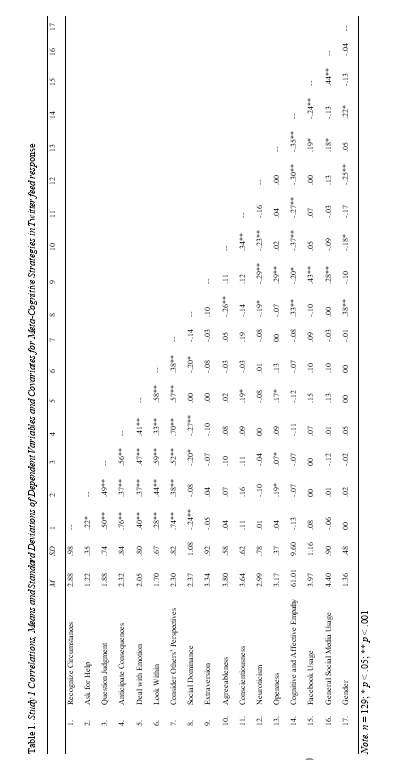 Table 1. Study 1 Correlations, Means and Standard Deviations of Dependent Variables and Covariates for Meta-Cognitive Strategies in Twitter feed response
M SD 1 2 3 4 5 6 7 8 9 10 11 12 13 14 15 16 17
1. Recognize Circumstances 2.88 .98 --
2. Ask for Help 1.22 .35 .22* --
3. Question Judgment 1.88 .74 .50** .49** --
4. Anticipate Consequences 2.32 .84 .76** .37** .56** --
5. Deal with Emotion 2.05 .80 .40** .37** .47** .41** --
6. Look Within 1.70 .67 .28** .44** .59** .33** .58** --
7. Consider Others' Perspectives 2.30 .82 .74** .38** .52** .70** .57** .38** --
8. Social Dominance 2.37 1.08 -.24** -.08 -.20* -.27** .00 -.20* -.14 --
9. Extraversion 3.34 .92 -.05 .04 -.07 -.10 .00 -.08 -.03 .10 --
10. Agreeableness 3.80 .58 .04 .07 .10 .08 .02 -.03 .05 -.26** .11 --
11. Conscientiousness 3.64 .62 .11 .16 .11 .09 .19* -.03 .19 -.14 .12 .34** --
12. Neuroticism 2.99 .78 .01 -.10 -.04 .00 -.08 .01 -.08 -.19* -.29** -.23** -.16 --
13. Openness 3.17 .37 .04 .19* .07* .09 .17* .13 .00 -.07 .29** .02 .04 .00 --
14. Cognitive and Affective Empathy 61.01 9.60 -.13 -.07 -.07 -.11 -.12 -.07 -.08 .33** -.20* -.37** -.27** -.30** -.35** --
15. Facebook Usage 3.97 1.16 .08 .00 .00 .07 .15 .10 .09 -.10 .43** .05 .07 .00 .19* -.24** --
16. General Social Media Usage 4.40 .90 -.06 .01 -.12 .01 .13 .10 -.03 .00 .28** -.09 -.03 .13 .18* -.13 .44** --
17. Gender 1.36 .48 .00 .02 -.02 .05 .00 .00 -.01 .38** -.10 -.18* -.17 -.25** .05 .22* -.13 -.04 --
Note. n = 129; * p < .05; ** p < .001